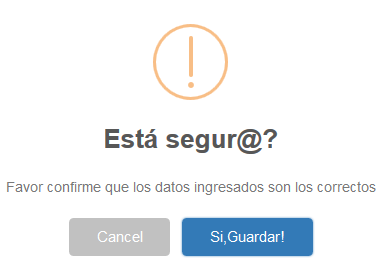 Está segur@?
Favor confirme que los datos ingresados son los correctos
Cancel
Si,Guardar!